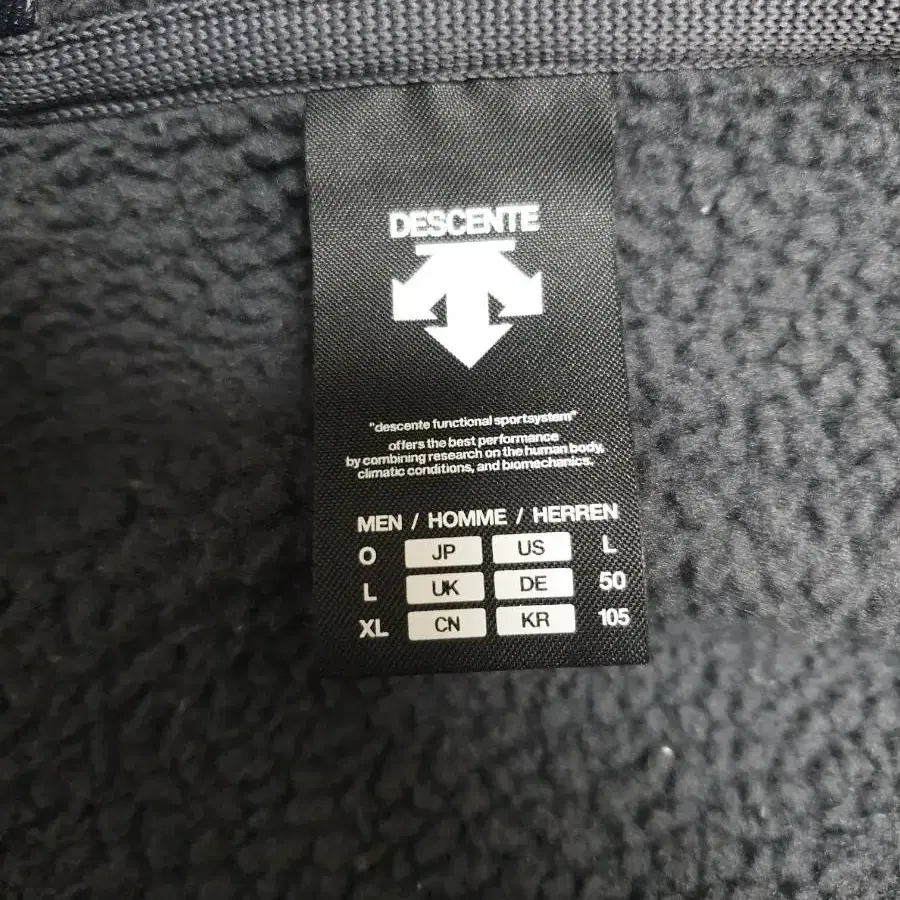 DESCENTE
"descente functional sportsystem"
offers the best performance
by combining research on the human body,
climatic conditions, and biomechanics.
MEN / HOMME / HERREN
O JP US L
L UK DE 50
XL CN KR 105